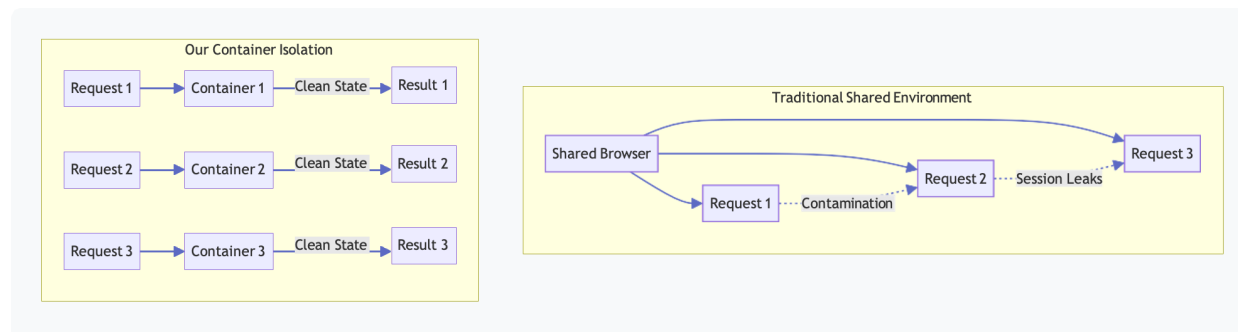 Our Container Isolation
Request 1
Container 1
Clean State
Result 1
Request 2
Container 2
Clean State
Result 2
Request 3
Container 3
Clean State
Result 3
Traditional Shared Environment
Shared Browser
Request 1
Contamination
Request 2
Session Leaks
Request 3